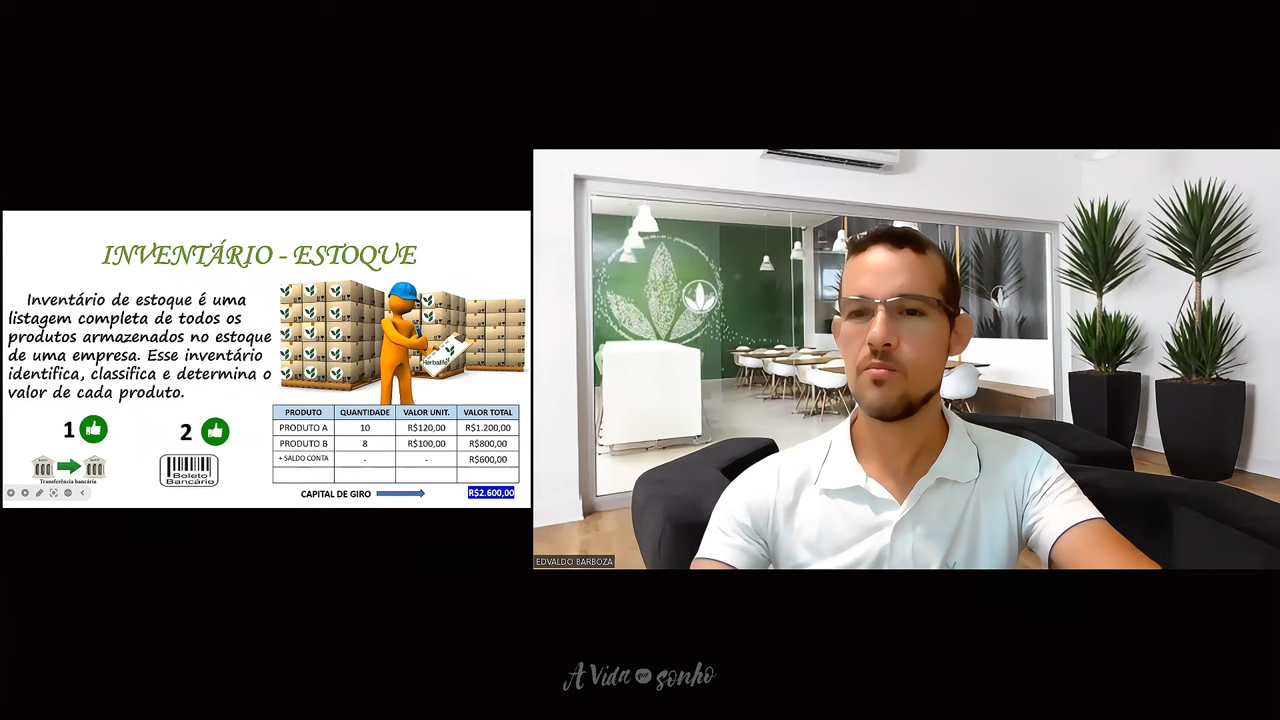 INVENTÁRIO - ESTOQUE
Inventário de estoque é uma
listagem completa de todos os
produtos armazenados no estoque
de uma empresa. Esse inventário
identifica, classifica e determina o
valor de cada produto.
Herbalife
1
2
Transferência bancária
Boleto
Bancário
PRODUTO QUANTIDADE VALOR UNIT. VALOR TOTAL
PRODUTO A 10 R$120,00 R$1.200,00
PRODUTO B 8 R$100,00 R$800,00
+ SALDO CONTA - - R$600,00
CAPITAL DE GIRO R$2.600,00
EDVALDO BARBOZA
A Vida que sonho